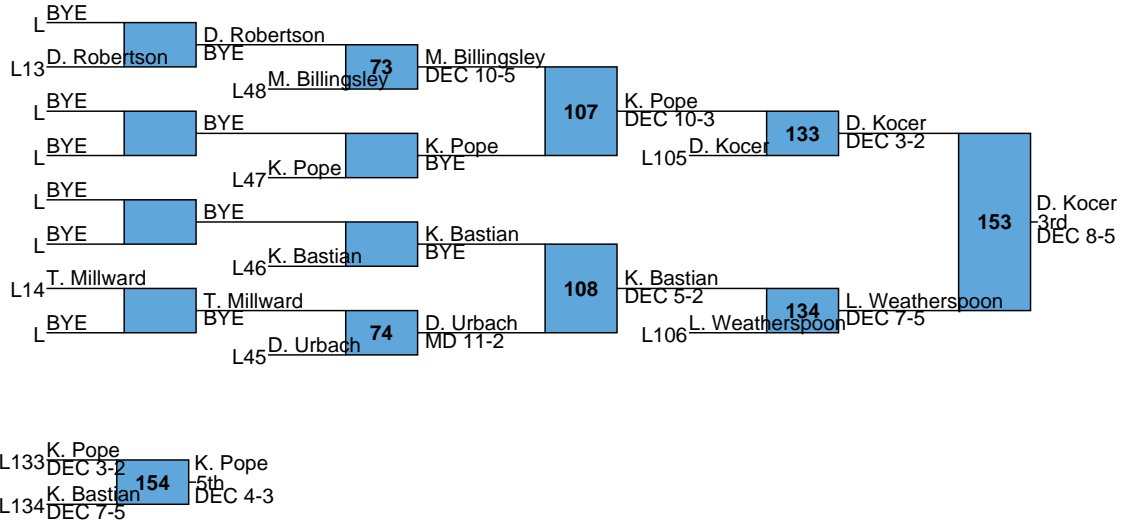 BYE
L
D. Robertson
BYE
D. Robertson
L13
73
M. Billingsley
DEC 10-5
M. Billingsley
L48
BYE
L
BYE
107
K. Pope
DEC 10-3
133
D. Kocer
DEC 3-2
BYE
L
K. Pope
BYE
D. Kocer
L105
K. Pope
L47
BYE
L
BYE
153
D. Kocer
3rd
DEC 8-5
BYE
L
K. Bastian
BYE
K. Bastian
L46
T. Millward
L14
108
K. Bastian
DEC 5-2
T. Millward
BYE
134
L. Weatherspoon
DEC 7-5
BYE
L
74
D. Urbach
MD 11-2
L. Weatherspoon
L106
D. Urbach
L45
K. Pope
L133
DEC 3-2
154
K. Pope
5th
DEC 4-3
K. Bastian
L134
DEC 7-5